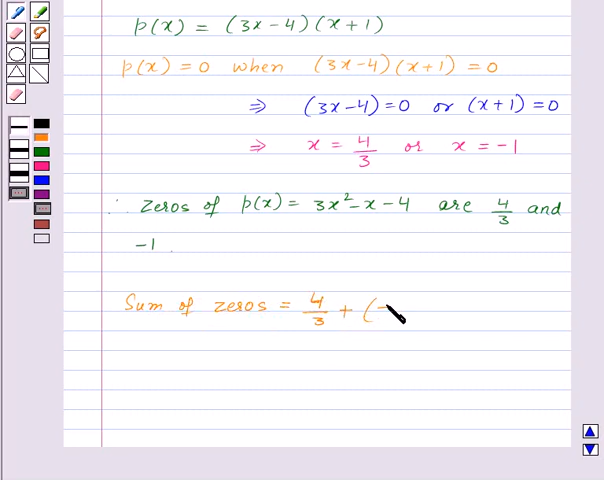 p(x) = (3x-4)(x+1)
p(x) = 0 when (3x-4)(x+1) = 0
⇒ (3x-4)=0 or (x+1)=0
⇒ x = 4/3 or x = -1
∴ Zeros of p(x) = 3x²-x-4 are 4/3 and
-1.
Sum of zeros = 4/3 + (-